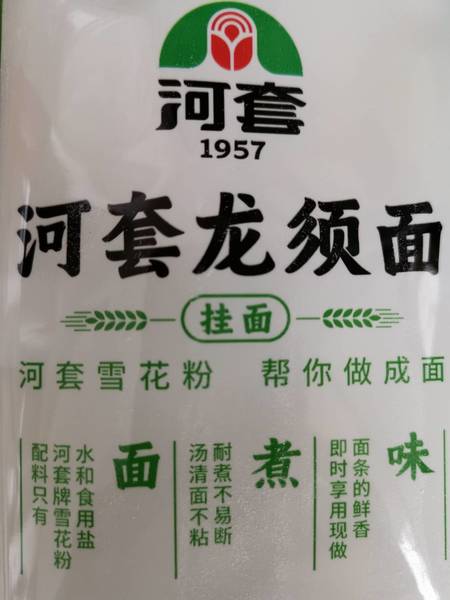 河套
1957
河套龙须面
挂面
河套雪花粉 帮你做成面
面
配料只有
河套牌雪花粉
水和食用盐
煮
汤清面不粘
耐煮不易断
味
即时享用现做
面条的鲜香